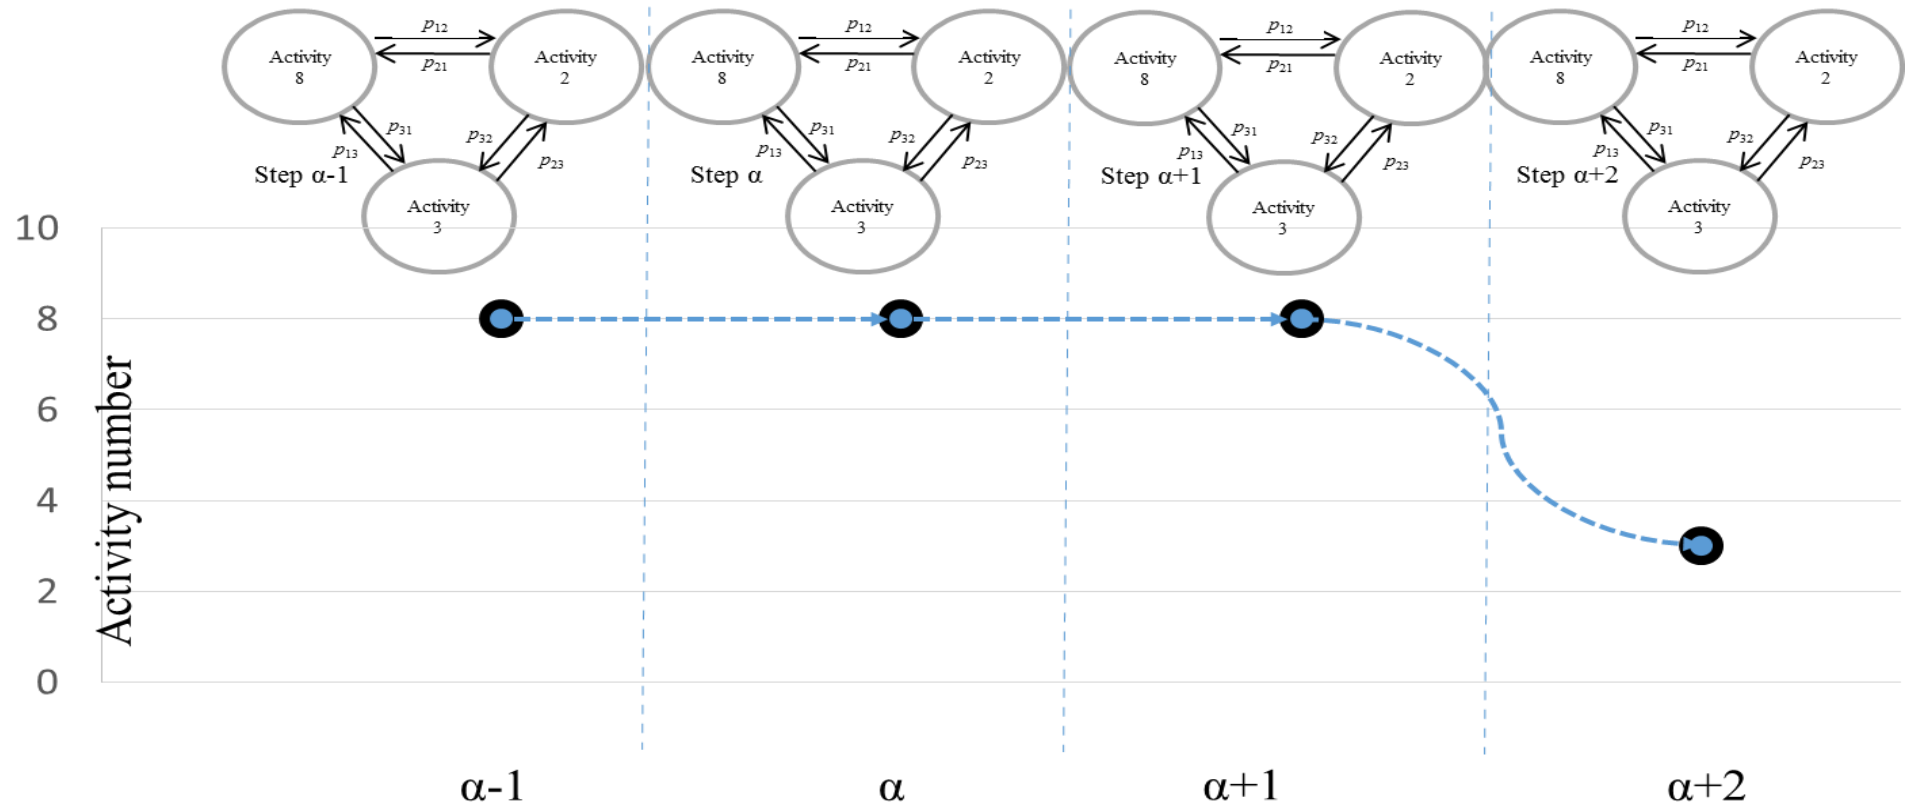 p12
Activity
8
p21
Activity
2
p31
p13
p32
p23
Step α-1
Activity
3
p12
Activity
8
p21
Activity
2
p31
p13
p32
p23
Step α
Activity
3
p12
Activity
8
p21
Activity
2
p31
p13
p32
p23
Step α+1
Activity
3
p12
Activity
8
p21
Activity
2
p31
p13
p32
p23
Step α+2
Activity
3
10
8
6
4
2
0
Activity number
α-1
α
α+1
α+2